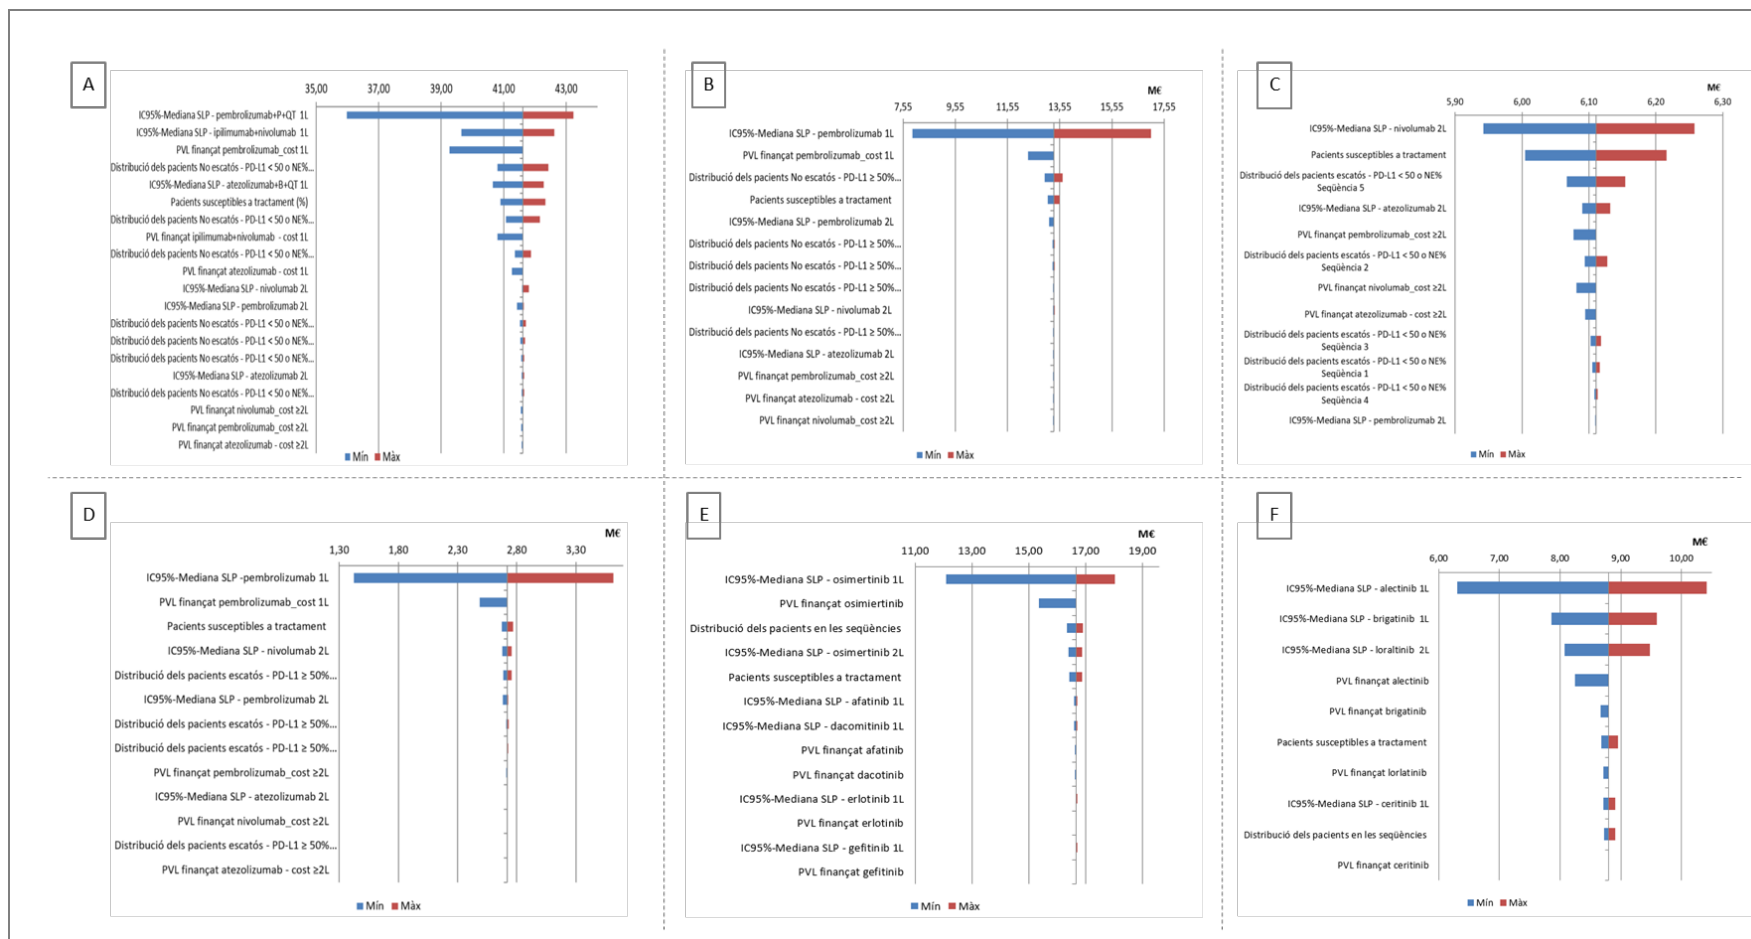 A
35,00 37,00 39,00 41,00 43,00
IC95%-Mediana SLP - pembrolizumab+P+QT 1L
IC95%-Mediana SLP - ipilimumab+nivolumab 1L
PVL finançat pembrolizumab_cost 1L
Distribució dels pacients No escatós - PD-L1 < 50 o NE%...
IC95%-Mediana SLP - atezolizumab+B+QT 1L
Pacients susceptibles a tractament (%)
Distribució dels pacients No escatós - PD-L1 < 50 o NE%...
PVL finançat ipilimumab+nivolumab - cost 1L
Distribució dels pacients No escatós - PD-L1 < 50 o NE%...
PVL finançat atezolizumab - cost 1L
IC95%-Mediana SLP - nivolumab 2L
IC95%-Mediana SLP - pembrolizumab 2L
Distribució dels pacients No escatós - PD-L1 < 50 o NE%...
Distribució dels pacients No escatós - PD-L1 < 50 o NE%...
Distribució dels pacients No escatós - PD-L1 < 50 o NE%...
IC95%-Mediana SLP - atezolizumab 2L
Distribució dels pacients No escatós - PD-L1 < 50 o NE%...
PVL finançat nivolumab_cost ≥2L
PVL finançat pembrolizumab_cost ≥2L
PVL finançat atezolizumab - cost ≥2L
Mín Màx
B
M€
7,55 9,55 11,55 13,55 15,55 17,55
IC95%-Mediana SLP - pembrolizumab 1L
PVL finançat pembrolizumab_cost 1L
Distribució dels pacients No escatós - PD-L1 ≥ 50%...
Pacients susceptibles a tractament
IC95%-Mediana SLP - pembrolizumab 2L
Distribució dels pacients No escatós - PD-L1 ≥ 50%...
Distribució dels pacients No escatós - PD-L1 ≥ 50%...
Distribució dels pacients No escatós - PD-L1 ≥ 50%...
IC95%-Mediana SLP - nivolumab 2L
Distribució dels pacients No escatós - PD-L1 ≥ 50%...
IC95%-Mediana SLP - atezolizumab 2L
PVL finançat pembrolizumab_cost ≥2L
PVL finançat atezolizumab - cost ≥2L
PVL finançat nivolumab_cost ≥2L
Mín Màx
C
M€
5,90 6,00 6,10 6,20 6,30
IC95%-Mediana SLP - nivolumab 2L
Pacients susceptibles a tractament
Distribució dels pacients escatós - PD-L1 < 50 o NE%
Seqüència 5
IC95%-Mediana SLP - atezolizumab 2L
PVL finançat pembrolizumab_cost ≥2L
Distribució dels pacients escatós - PD-L1 < 50 o NE%
Seqüència 2
PVL finançat nivolumab_cost ≥2L
PVL finançat atezolizumab - cost ≥2L
Distribució dels pacients escatós - PD-L1 < 50 o NE%
Seqüència 3
Distribució dels pacients escatós - PD-L1 < 50 o NE%
Seqüència 1
Distribució dels pacients escatós - PD-L1 < 50 o NE%
Seqüència 4
IC95%-Mediana SLP - pembrolizumab 2L
Mín Màx
D
M€
1,30 1,80 2,30 2,80 3,30
IC95%-Mediana SLP -pembrolizumab 1L
PVL finançat pembrolizumab_cost 1L
Pacients susceptibles a tractament
IC95%-Mediana SLP - nivolumab 2L
Distribució dels pacients escatós - PD-L1 ≥ 50%...
IC95%-Mediana SLP - pembrolizumab 2L
Distribució dels pacients escatós - PD-L1 ≥ 50%...
Distribució dels pacients escatós - PD-L1 ≥ 50%...
PVL finançat pembrolizumab_cost ≥2L
IC95%-Mediana SLP - atezolizumab 2L
PVL finançat nivolumab_cost ≥2L
Distribució dels pacients escatós - PD-L1 ≥ 50%...
PVL finançat atezolizumab - cost ≥2L
Mín Màx
E
M€
11,00 13,00 15,00 17,00 19,00
IC95%-Mediana SLP - osimertinib 1L
PVL finançat osimiertinib
Distribució dels pacients en les seqüències
IC95%-Mediana SLP - osimertinib 2L
Pacients susceptibles a tractament
IC95%-Mediana SLP - afatinib 1L
IC95%-Mediana SLP - dacomitinib 1L
PVL finançat afatinib
PVL finançat dacotinib
IC95%-Mediana SLP - erlotinib 1L
PVL finançat erlotinib
IC95%-Mediana SLP - gefitinib 1L
PVL finançat gefitinib
Mín Màx
F
M€
6,00 7,00 8,00 9,00 10,00
IC95%-Mediana SLP - alectinib 1L
IC95%-Mediana SLP - brigatinib 1L
IC95%-Mediana SLP - loraltinib 2L
PVL finançat alectinib
PVL finançat brigatinib
Pacients susceptibles a tractament
PVL finançat lorlatinib
IC95%-Mediana SLP - ceritinib 1L
Distribució dels pacients en les seqüències
PVL finançat ceritinib
Mín Màx